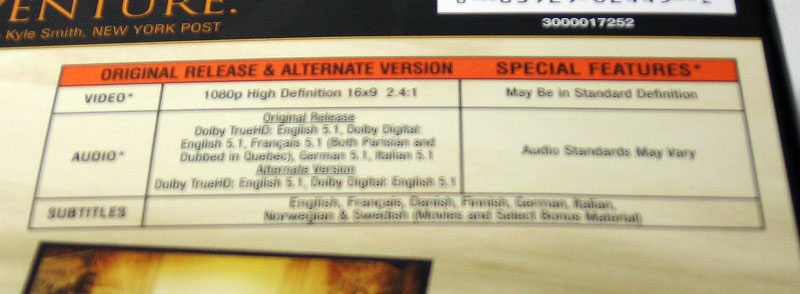 ENTURE.
Kyle Smith, NEW YORK POST
3000017252
ORIGINAL RELEASE & ALTERNATE VERSION SPECIAL FEATURES*
VIDEO* 1080p High Definition 16x9 2.4:1 May Be in Standard Definition
Original Release
Dolby TrueHD: English 5.1, Dolby Digital:
English 5.1, Français 5.1 (Both Parisian and
AUDIO* Dubbed in Quebec), German 5.1, Italian 5.1 Audio Standards May Vary
Alternate Version
Dolby TrueHD: English 5.1, Dolby Digital: English 5.1
SUBTITLES English, Français, Danish, Finnish, German, Italian,
Norwegian & Swedish (Movies and Select Bonus Material)